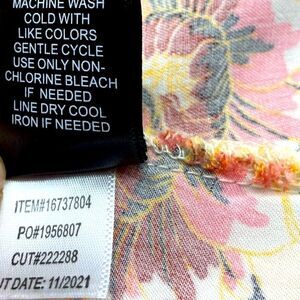 MACHINE WASH
COLD WITH
LIKE COLORS
GENTLE CYCLE
USE ONLY NON-
CHLORINE BLEACH
IF NEEDED
LINE DRY COOL
IRON IF NEEDED
ITEM#16737804
PO#1956807
CUT#222288
DATE: 11/2021